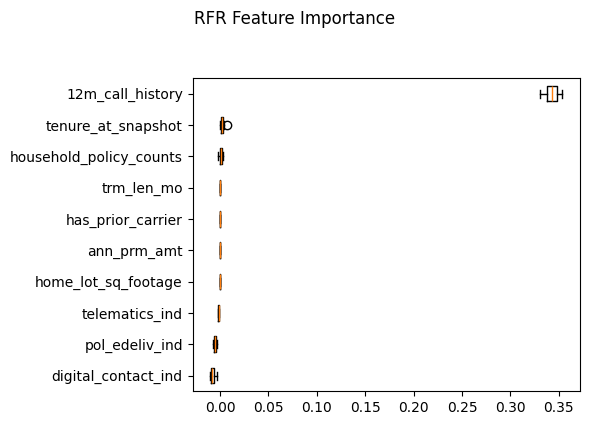 RFR Feature Importance
12m_call_history
tenure_at_snapshot
household_policy_counts
trm_len_mo
has_prior_carrier
ann_prm_amt
home_lot_sq_footage
telematics_ind
pol_edeliv_ind
digital_contact_ind
0.00 0.05 0.10 0.15 0.20 0.25 0.30 0.35